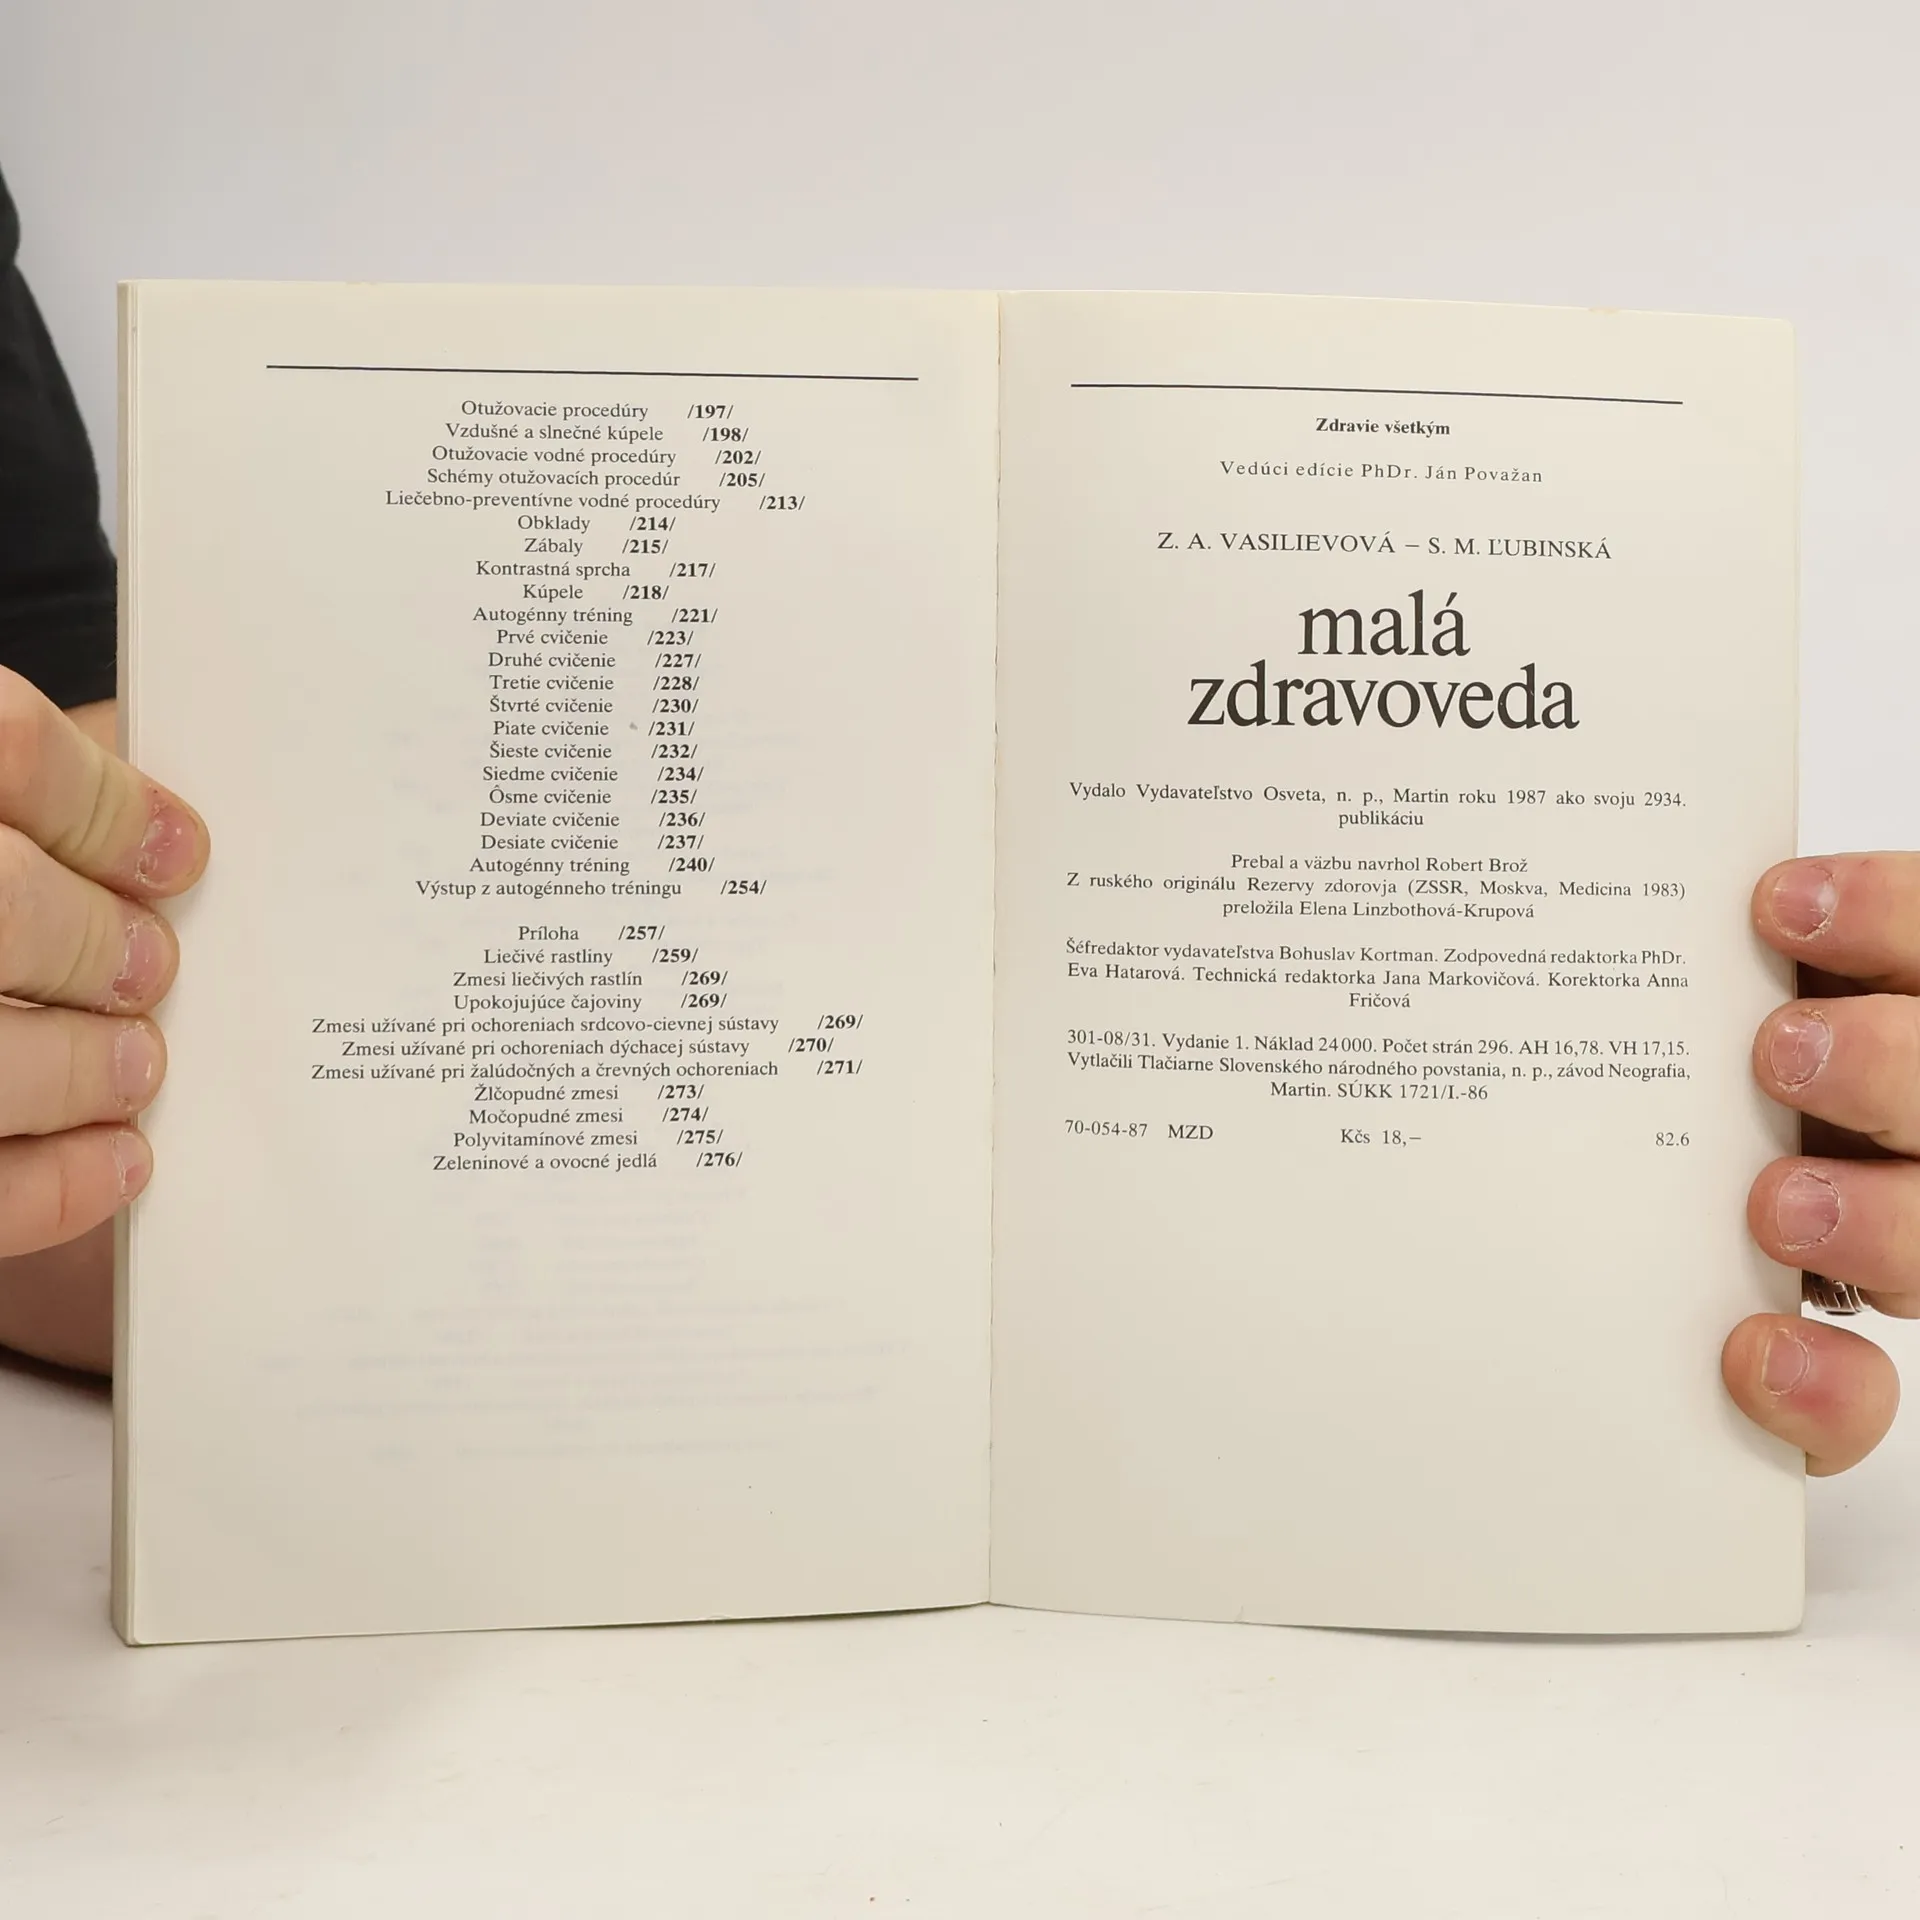 Otužovacie procedúry /197/
Vzdušné a slnečné kúpele /198/
Otužovacie vodné procedúry /202/
Schémy otužovacích procedúr /205/
Liečebno-preventívne vodné procedúry /213/
Obklady /214/
Zábaly /215/
Kontrastná sprcha /217/
Kúpele /218/
Autogénny tréning /221/
Prvé cvičenie /223/
Druhé cvičenie /227/
Tretie cvičenie /228/
Štvrté cvičenie /230/
Piate cvičenie /231/
Šieste cvičenie /232/
Siedme cvičenie /234/
Ôsme cvičenie /235/
Deviate cvičenie /236/
Desiate cvičenie /237/
Autogénny tréning /240/
Výstup z autogénneho tréningu /254/
Príloha /257/
Liečivé rastliny /259/
Zmesi liečivých rastlín /269/
Upokojujúce čajoviny /269/
Zmesi užívané pri ochoreniach srdcovo-cievnej sústavy /269/
Zmesi užívané pri ochoreniach dýchacej sústavy /270/
Zmesi užívané pri žalúdočných a črevných ochoreniach /271/
Žlčopudné zmesi /273/
Močopudné zmesi /274/
Polyvitamínové zmesi /275/
Zeleninové a ovocné jedlá /276/
Zdravie všetkým
Vedúci edície PhDr. Ján Považan
Z. A. VASILIEVOVÁ – S. M. ĽUBINSKÁ
malá
zdravoveda
Vydalo Vydavateľstvo Osveta, n. p., Martin roku 1987 ako svoju 2934.
publikáciu
Prebal a väzbu navrhol Robert Brož
Z ruského originálu Rezervy zdorovja (ZSSR, Moskva, Medicina 1983)
preložila Elena Linzbothová-Krupová
Šéfredaktor vydavateľstva Bohuslav Kortman. Zodpovedná redaktorka PhDr.
Eva Hatarová. Technická redaktorka Jana Markovičová. Korektorka Anna
Fričová
301-08/31. Vydanie 1. Náklad 24 000. Počet strán 296. AH 16,78. VH 17,15.
Vytlačili Tlačiarne Slovenského národného povstania, n. p., závod Neografia,
Martin. SÚKK 1721/I.-86
70-054-87 MZD Kčs 18,– 82.6